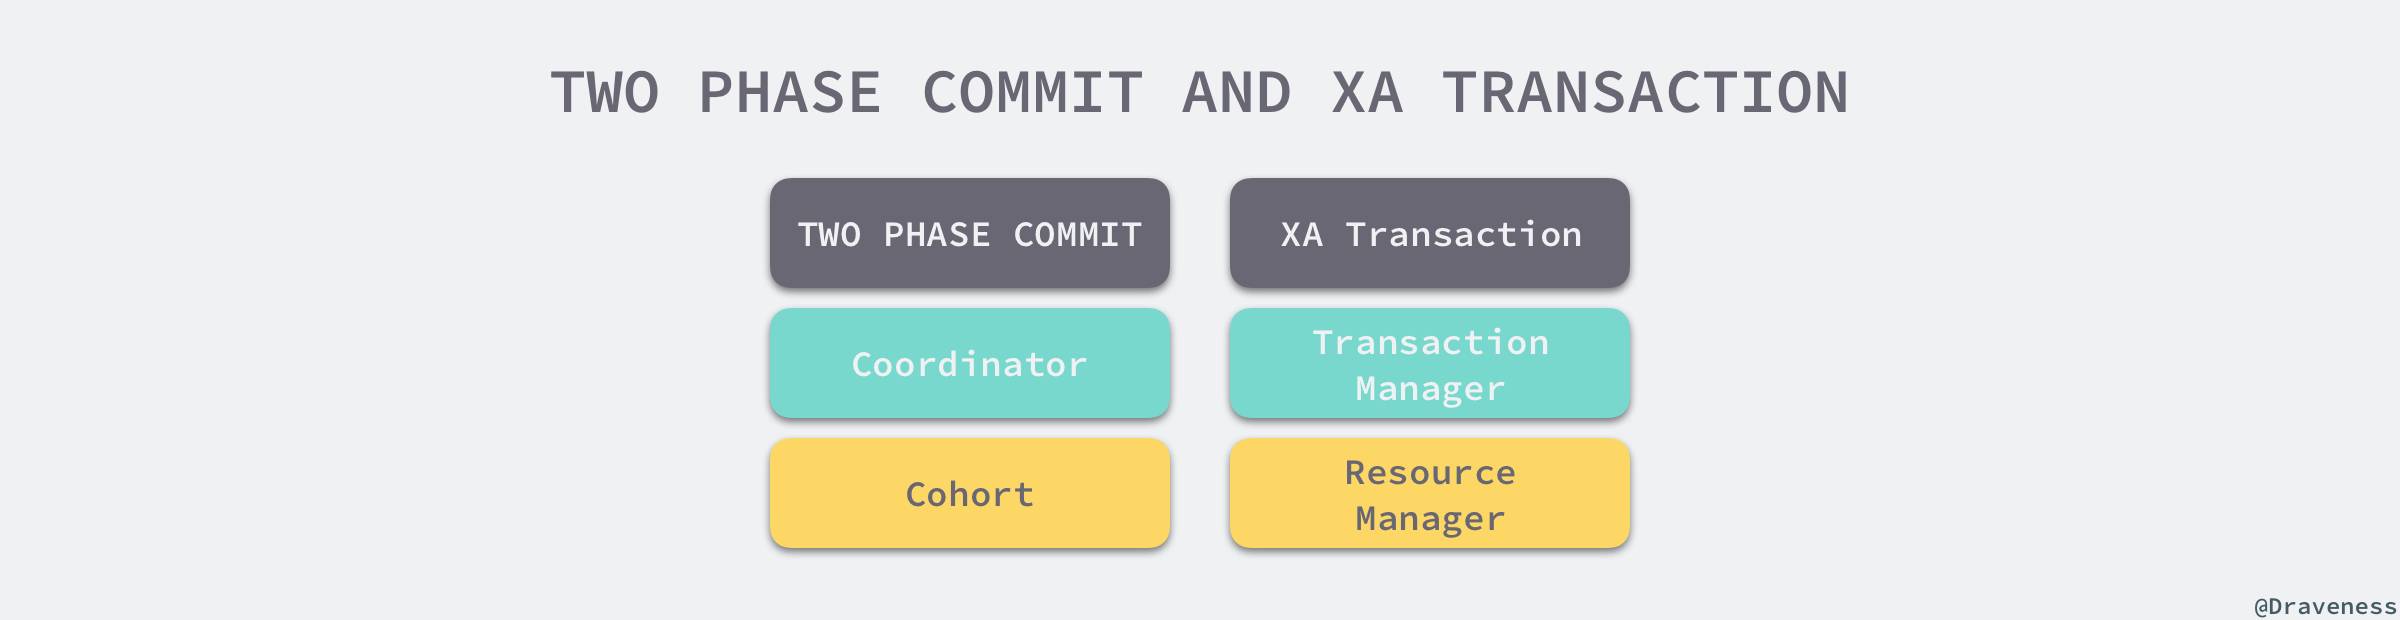 TWO PHASE COMMIT AND XA TRANSACTION
TWO PHASE COMMIT
XA Transaction
Coordinator
Transaction
Manager
Cohort
Resource
Manager
@Draveness